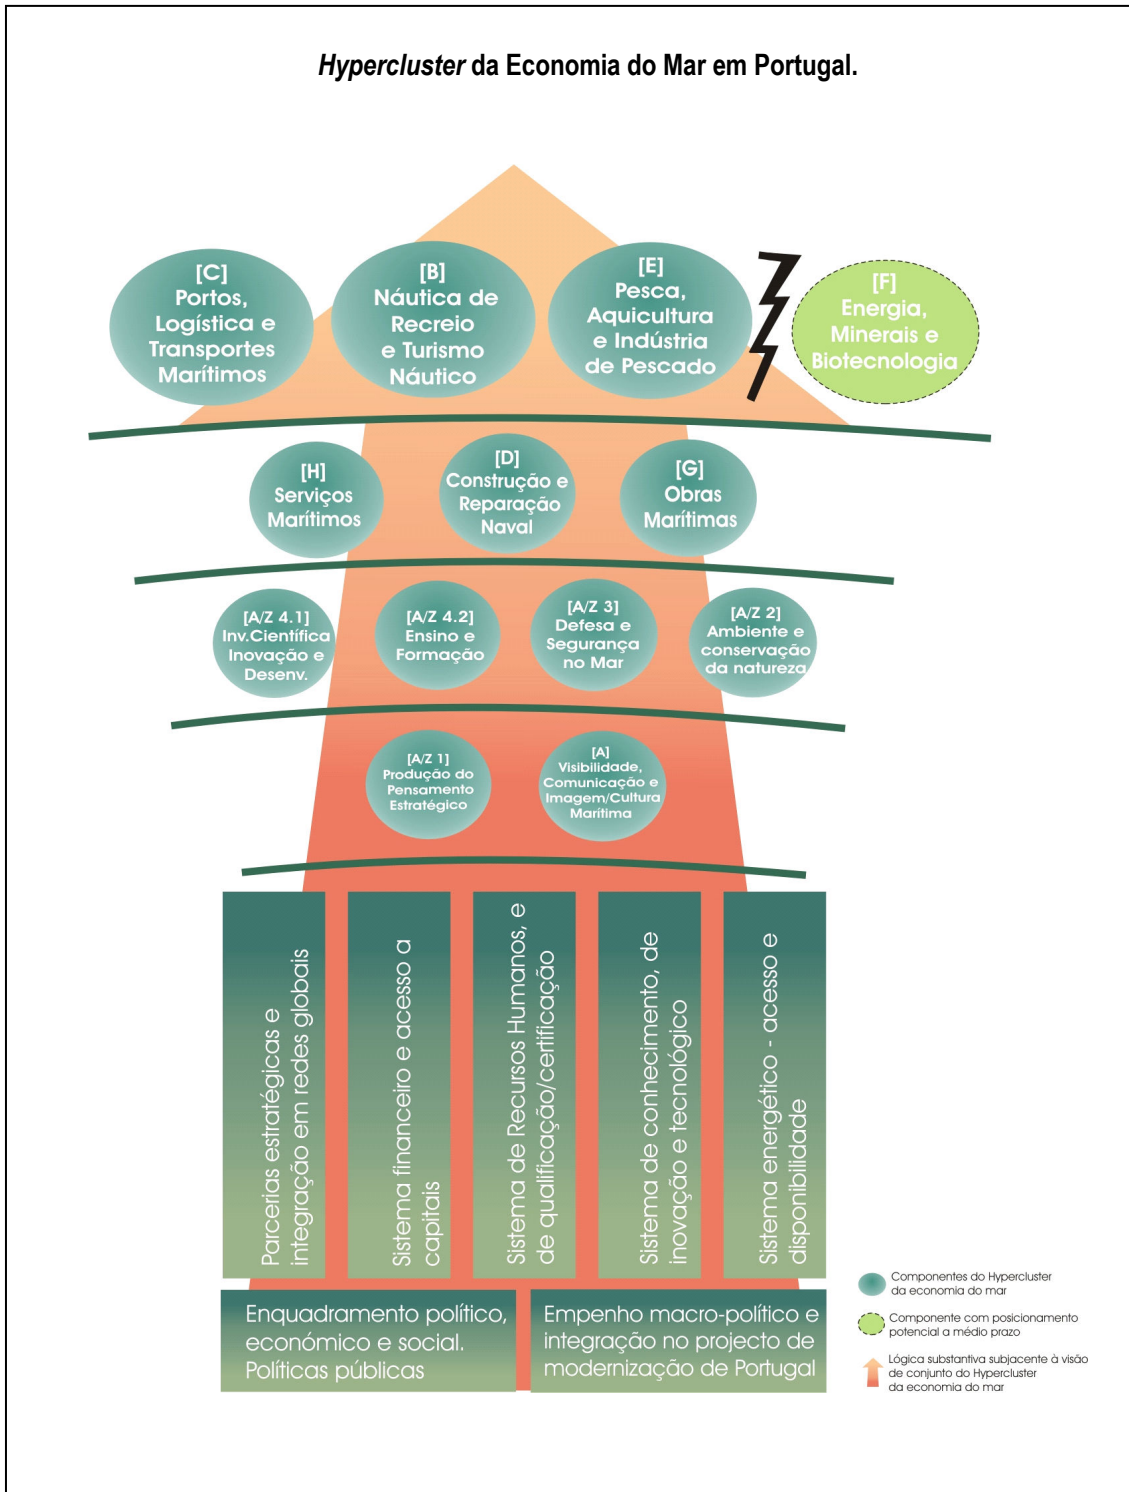 Hypercluster da Economia do Mar em Portugal.
[C]
Portos,
Logística e
Transportes
Marítimos
[B]
Náutica de
Recreio
e Turismo
Náutico
[E]
Pesca,
Aquicultura
e Indústria
de Pescado
[F]
Energia,
Minerais e
Biotecnologia
[H]
Serviços
Marítimos
[D]
Construção e
Reparação
Naval
[G]
Obras
Marítimas
[A/Z 4.1]
Inv.Científica
Inovação e
Desenv.
[A/Z 4.2]
Ensino e
Formação
[A/Z 3]
Defesa e
Segurança
no Mar
[A/Z 2]
Ambiente e
conservação
da natureza
[A/Z 1]
Produção do
Pensamento
Estratégico
[A]
Visibilidade,
Comunicação e
Imagem/Cultura
Marítima
Parcerias estratégicas e
integração em redes globais
Sistema financeiro e acesso a
capitais
Sistema de Recursos Humanos, e
de qualificação/certificação
Sistema de conhecimento, de
inovação e tecnológico
Sistema energético - acesso e
disponibilidade
Enquadramento político,
económico e social.
Políticas públicas
Empenho macro-político e
integração no projecto de
modernização de Portugal
Componentes do Hypercluster
da economia do mar
Componente com posicionamento
potencial a médio prazo
Lógica substantiva subjacente à visão
de conjunto do Hypercluster
da economia do mar